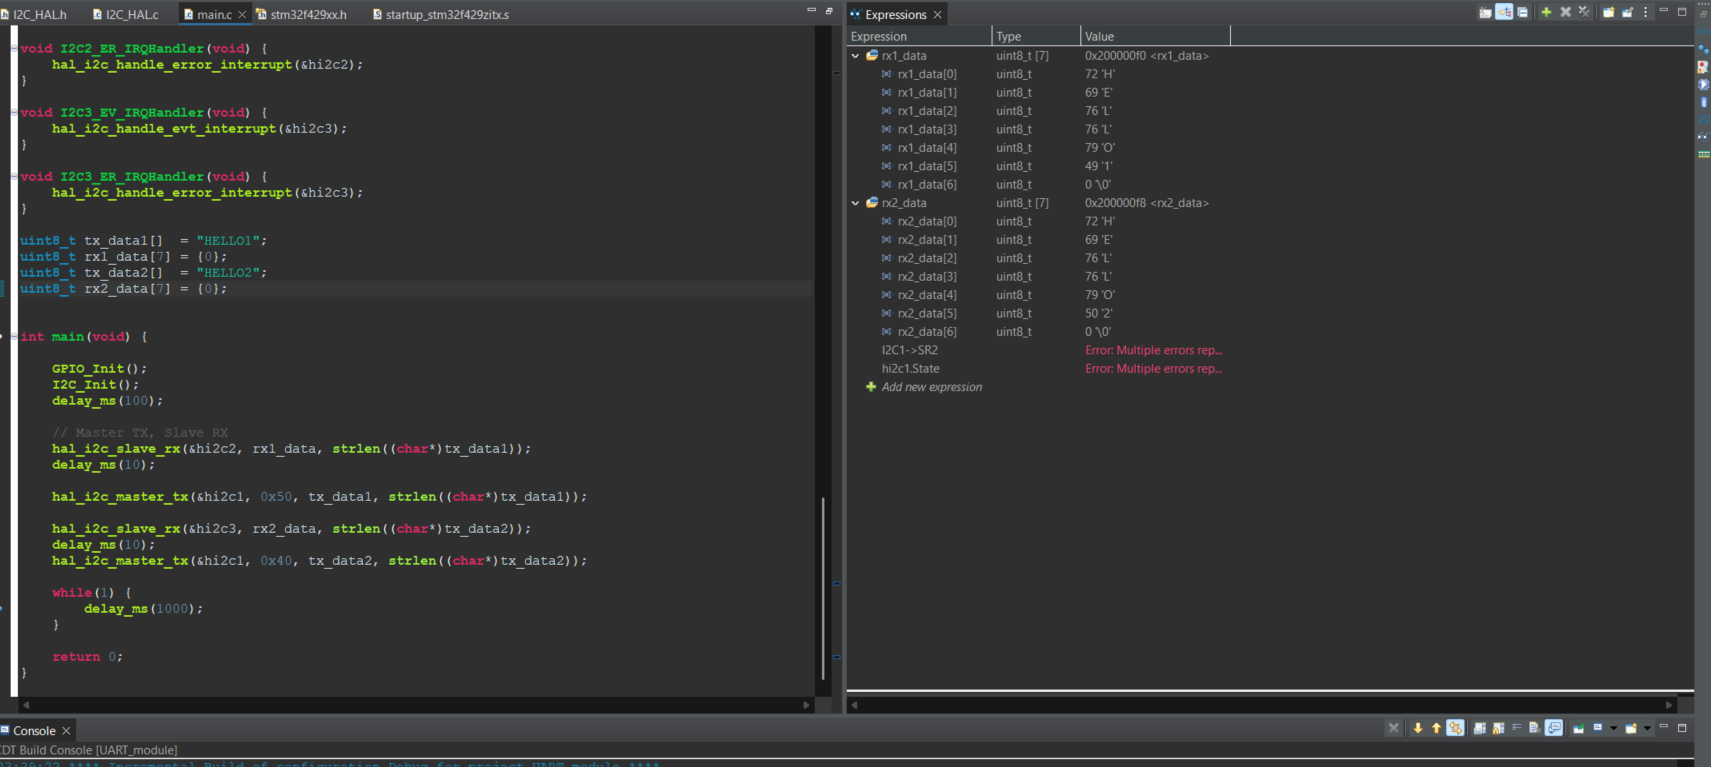 I2C_HAL.h I2C_HAL.c main.c stm32f429xx.h startup_stm32f429zitx.s
void I2C2_ER_IRQHandler(void) {
hal_i2c_handle_error_interrupt(&hi2c2);
}
void I2C3_EV_IRQHandler(void) {
hal_i2c_handle_evt_interrupt(&hi2c3);
}
void I2C3_ER_IRQHandler(void) {
hal_i2c_handle_error_interrupt(&hi2c3);
}
uint8_t tx_data1[] = "HELLO1";
uint8_t rx1_data[7] = {0};
uint8_t tx_data2[] = "HELLO2";
uint8_t rx2_data[7] = {0};
int main(void) {
GPIO_Init();
I2C_Init();
delay_ms(100);
// Master TX, Slave RX
hal_i2c_slave_rx(&hi2c2, rx1_data, strlen((char*)tx_data1));
delay_ms(10);
hal_i2c_master_tx(&hi2c1, 0x50, tx_data1, strlen((char*)tx_data1));
hal_i2c_slave_rx(&hi2c3, rx2_data, strlen((char*)tx_data2));
delay_ms(10);
hal_i2c_master_tx(&hi2c1, 0x40, tx_data2, strlen((char*)tx_data2));
while(1) {
delay_ms(1000);
}
return 0;
}
Expressions
Expression Type Value
rx1_data uint8_t [7] 0x200000f0 <rx1_data>
rx1_data[0] uint8_t 72 'H'
rx1_data[1] uint8_t 69 'E'
rx1_data[2] uint8_t 76 'L'
rx1_data[3] uint8_t 76 'L'
rx1_data[4] uint8_t 79 'O'
rx1_data[5] uint8_t 49 '1'
rx1_data[6] uint8_t 0 '\0'
rx2_data uint8_t [7] 0x200000f8 <rx2_data>
rx2_data[0] uint8_t 72 'H'
rx2_data[1] uint8_t 69 'E'
rx2_data[2] uint8_t 76 'L'
rx2_data[3] uint8_t 76 'L'
rx2_data[4] uint8_t 79 'O'
rx2_data[5] uint8_t 50 '2'
rx2_data[6] uint8_t 0 '\0'
I2C1->SR2 Error: Multiple errors rep...
hi2c1.State Error: Multiple errors rep...
Add new expression
Console
CDT Build Console [UART_module]
**** Incremental Build of configuration Debug for project UART_module ****